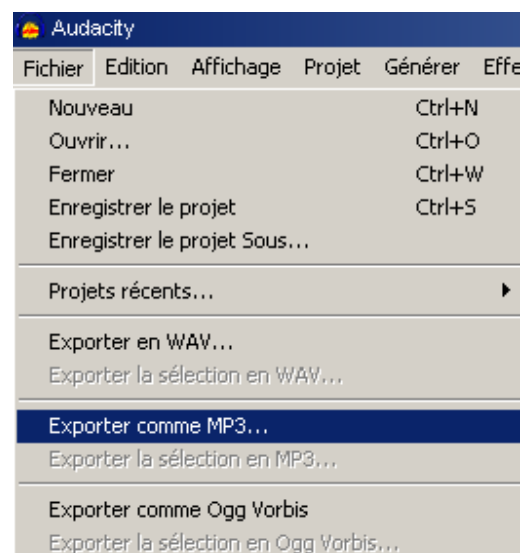 Audacity
Fichier Edition Affichage Projet Générer Effe
Nouveau Ctrl+N
Ouvrir... Ctrl+O
Fermer Ctrl+W
Enregistrer le projet Ctrl+S
Enregistrer le projet Sous...
Projets récents...
Exporter en WAV...
Exporter la sélection en WAV...
Exporter comme MP3...
Exporter la sélection en MP3...
Exporter comme Ogg Vorbis
Exporter la sélection en Ogg Vorbis...